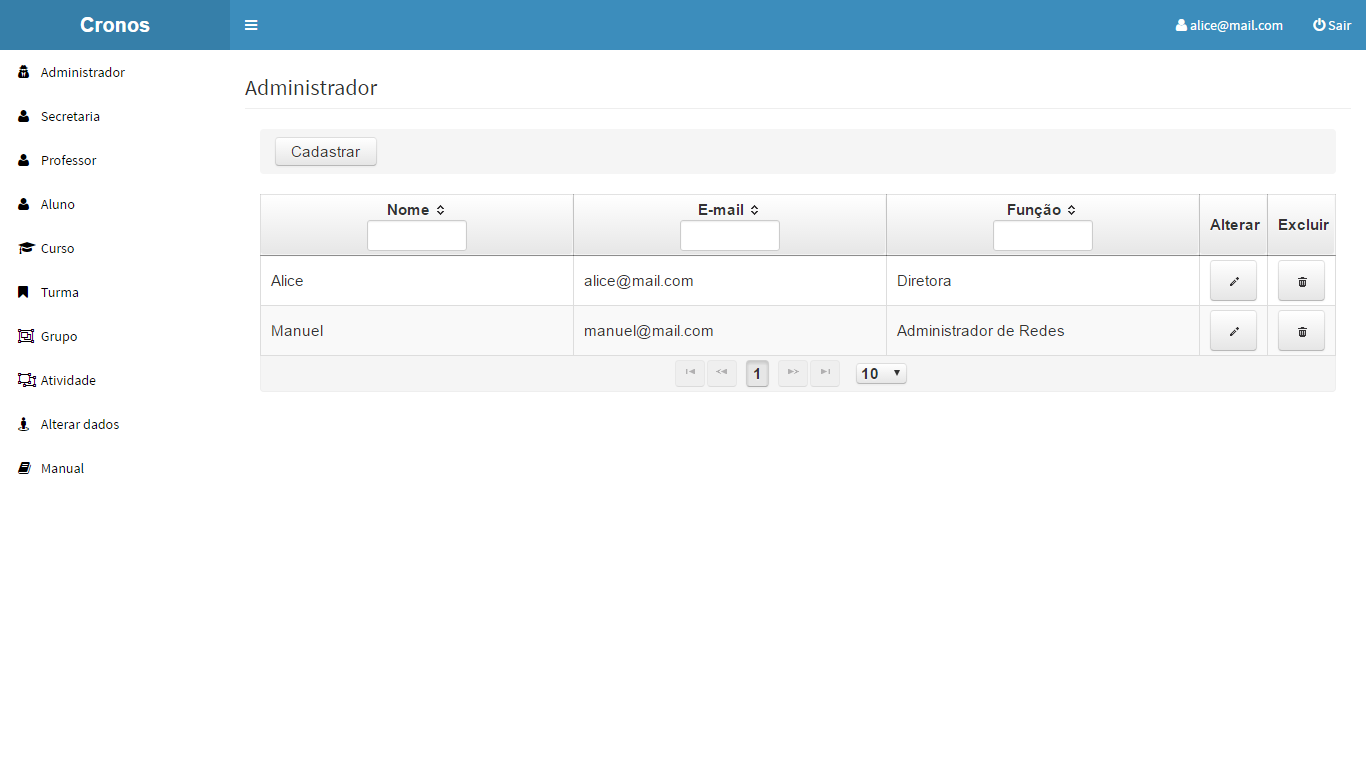 Cronos
alice@mail.com Sair
Administrador
Secretaria
Professor
Aluno
Curso
Turma
Grupo
Atividade
Alterar dados
Manual
Administrador
Cadastrar
Nome E-mail Função Alterar Excluir
Alice alice@mail.com Diretora
Manuel manuel@mail.com Administrador de Redes
1 10